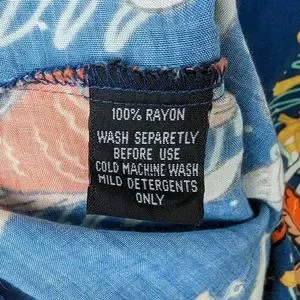 100% RAYON
WASH SEPARETLY
BEFORE USE
COLD MACHINE WASH
MILD DETERGENTS
ONLY